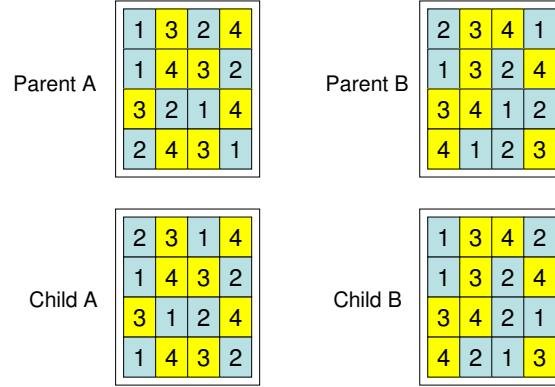 Parent A
1 3 2 4
1 4 3 2
3 2 1 4
2 4 3 1
Parent B
2 3 4 1
1 3 2 4
3 4 1 2
4 1 2 3
Child A
2 3 1 4
1 4 3 2
3 1 2 4
1 4 3 2
Child B
1 3 4 2
1 3 2 4
3 4 2 1
4 2 1 3